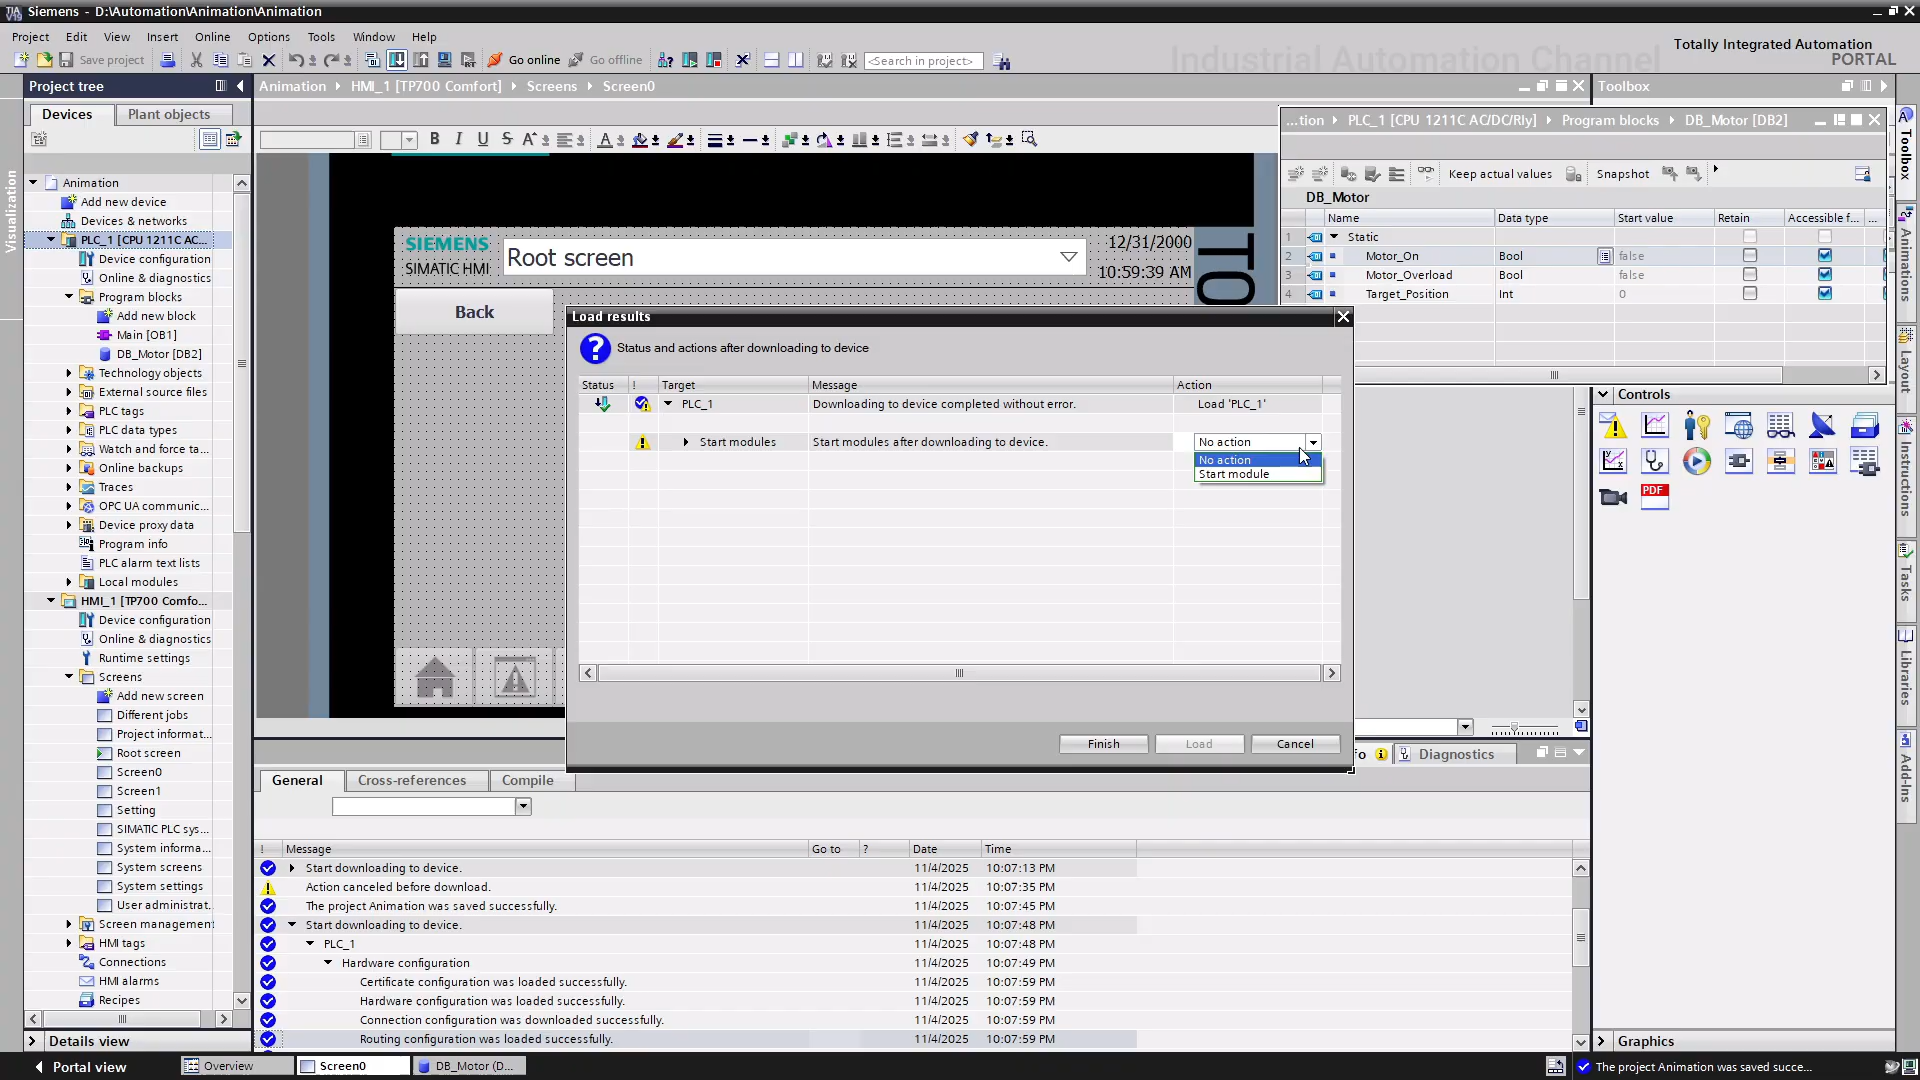 Siemens - D:\Automation\Animation\Animation
Project Edit View Insert Online Options Tools Window Help
Industrial Automation Channel
Totally Integrated Automation
PORTAL
Save project
Go online
Go offline
<Search in project>
Project tree
Animation HMI_1 [TP700 Comfort] Screens Screen0
Toolbox
Devices
Plant objects
...tion PLC_1 [CPU 1211C AC/DC/Rly] Program blocks DB_Motor [DB2]
Keep actual values
Snapshot
DB_Motor
Name Data type Start value Retain Accessible f... ...
1 Static
2 Motor_On Bool false
3 Motor_Overload Bool false
4 Target_Position Int 0
Visualization
Animation
Add new device
Devices & networks
PLC_1 [CPU 1211C AC...
Device configuration
Online & diagnostics
Program blocks
Add new block
Main [OB1]
DB_Motor [DB2]
Technology objects
External source files
PLC tags
PLC data types
Watch and force ta...
Online backups
Traces
OPC UA communic...
Device proxy data
Program info
PLC alarm text lists
Local modules
HMI_1 [TP700 Comfo...
Device configuration
Online & diagnostics
Runtime settings
Screens
Add new screen
Different jobs
Project informat...
Root screen
Screen0
Screen1
Setting
SIMATIC PLC sys...
System informa...
System screens
System settings
User administrat...
Screen management
HMI tags
Connections
HMI alarms
Recipes
Details view
SIEMENS
SIMATIC HMI
Root screen
12/31/2000
10:59:39 AM
TO
Back
Load results
Status and actions after downloading to device
Status ! Target Message Action
PLC_1 Downloading to device completed without error. Load 'PLC_1'
Start modules Start modules after downloading to device. No action
No action
Start module
Finish
Load
Cancel
Controls
PDF
Graphics
Toolbox
Animations
Layout
Instructions
Tasks
Libraries
Add-Ins
fo
Diagnostics
General
Cross-references
Compile
! Message Go to ? Date Time
Start downloading to device. 11/4/2025 10:07:13 PM
Action canceled before download. 11/4/2025 10:07:35 PM
The project Animation was saved successfully. 11/4/2025 10:07:45 PM
Start downloading to device. 11/4/2025 10:07:48 PM
PLC_1 11/4/2025 10:07:48 PM
Hardware configuration 11/4/2025 10:07:49 PM
Certificate configuration was loaded successfully. 11/4/2025 10:07:59 PM
Hardware configuration was loaded successfully. 11/4/2025 10:07:59 PM
Connection configuration was downloaded successfully. 11/4/2025 10:07:59 PM
Routing configuration was loaded successfully. 11/4/2025 10:07:59 PM
Portal view
Overview
Screen0
DB_Motor (D...
The project Animation was saved succe...